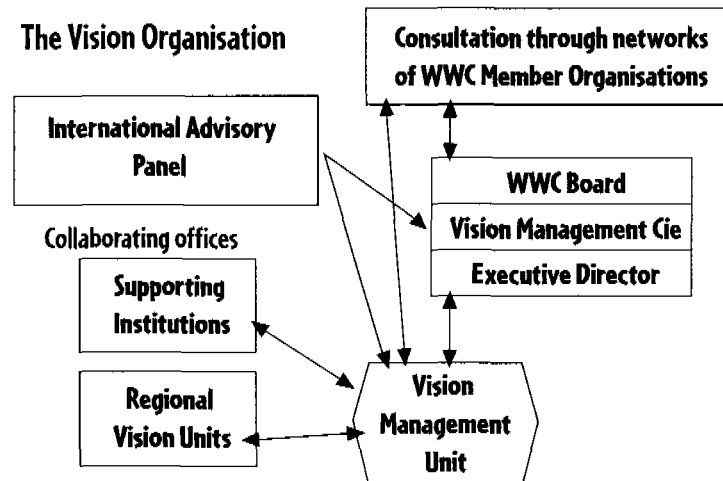 The Vision Organisation
Consultation through networks
of WWC Member Organisations
International Advisory
Panel
WWC Board
Vision Management Cie
Executive Director
Collaborating offices
Supporting
Institutions
Regional
Vision Units
Vision
Management
Unit